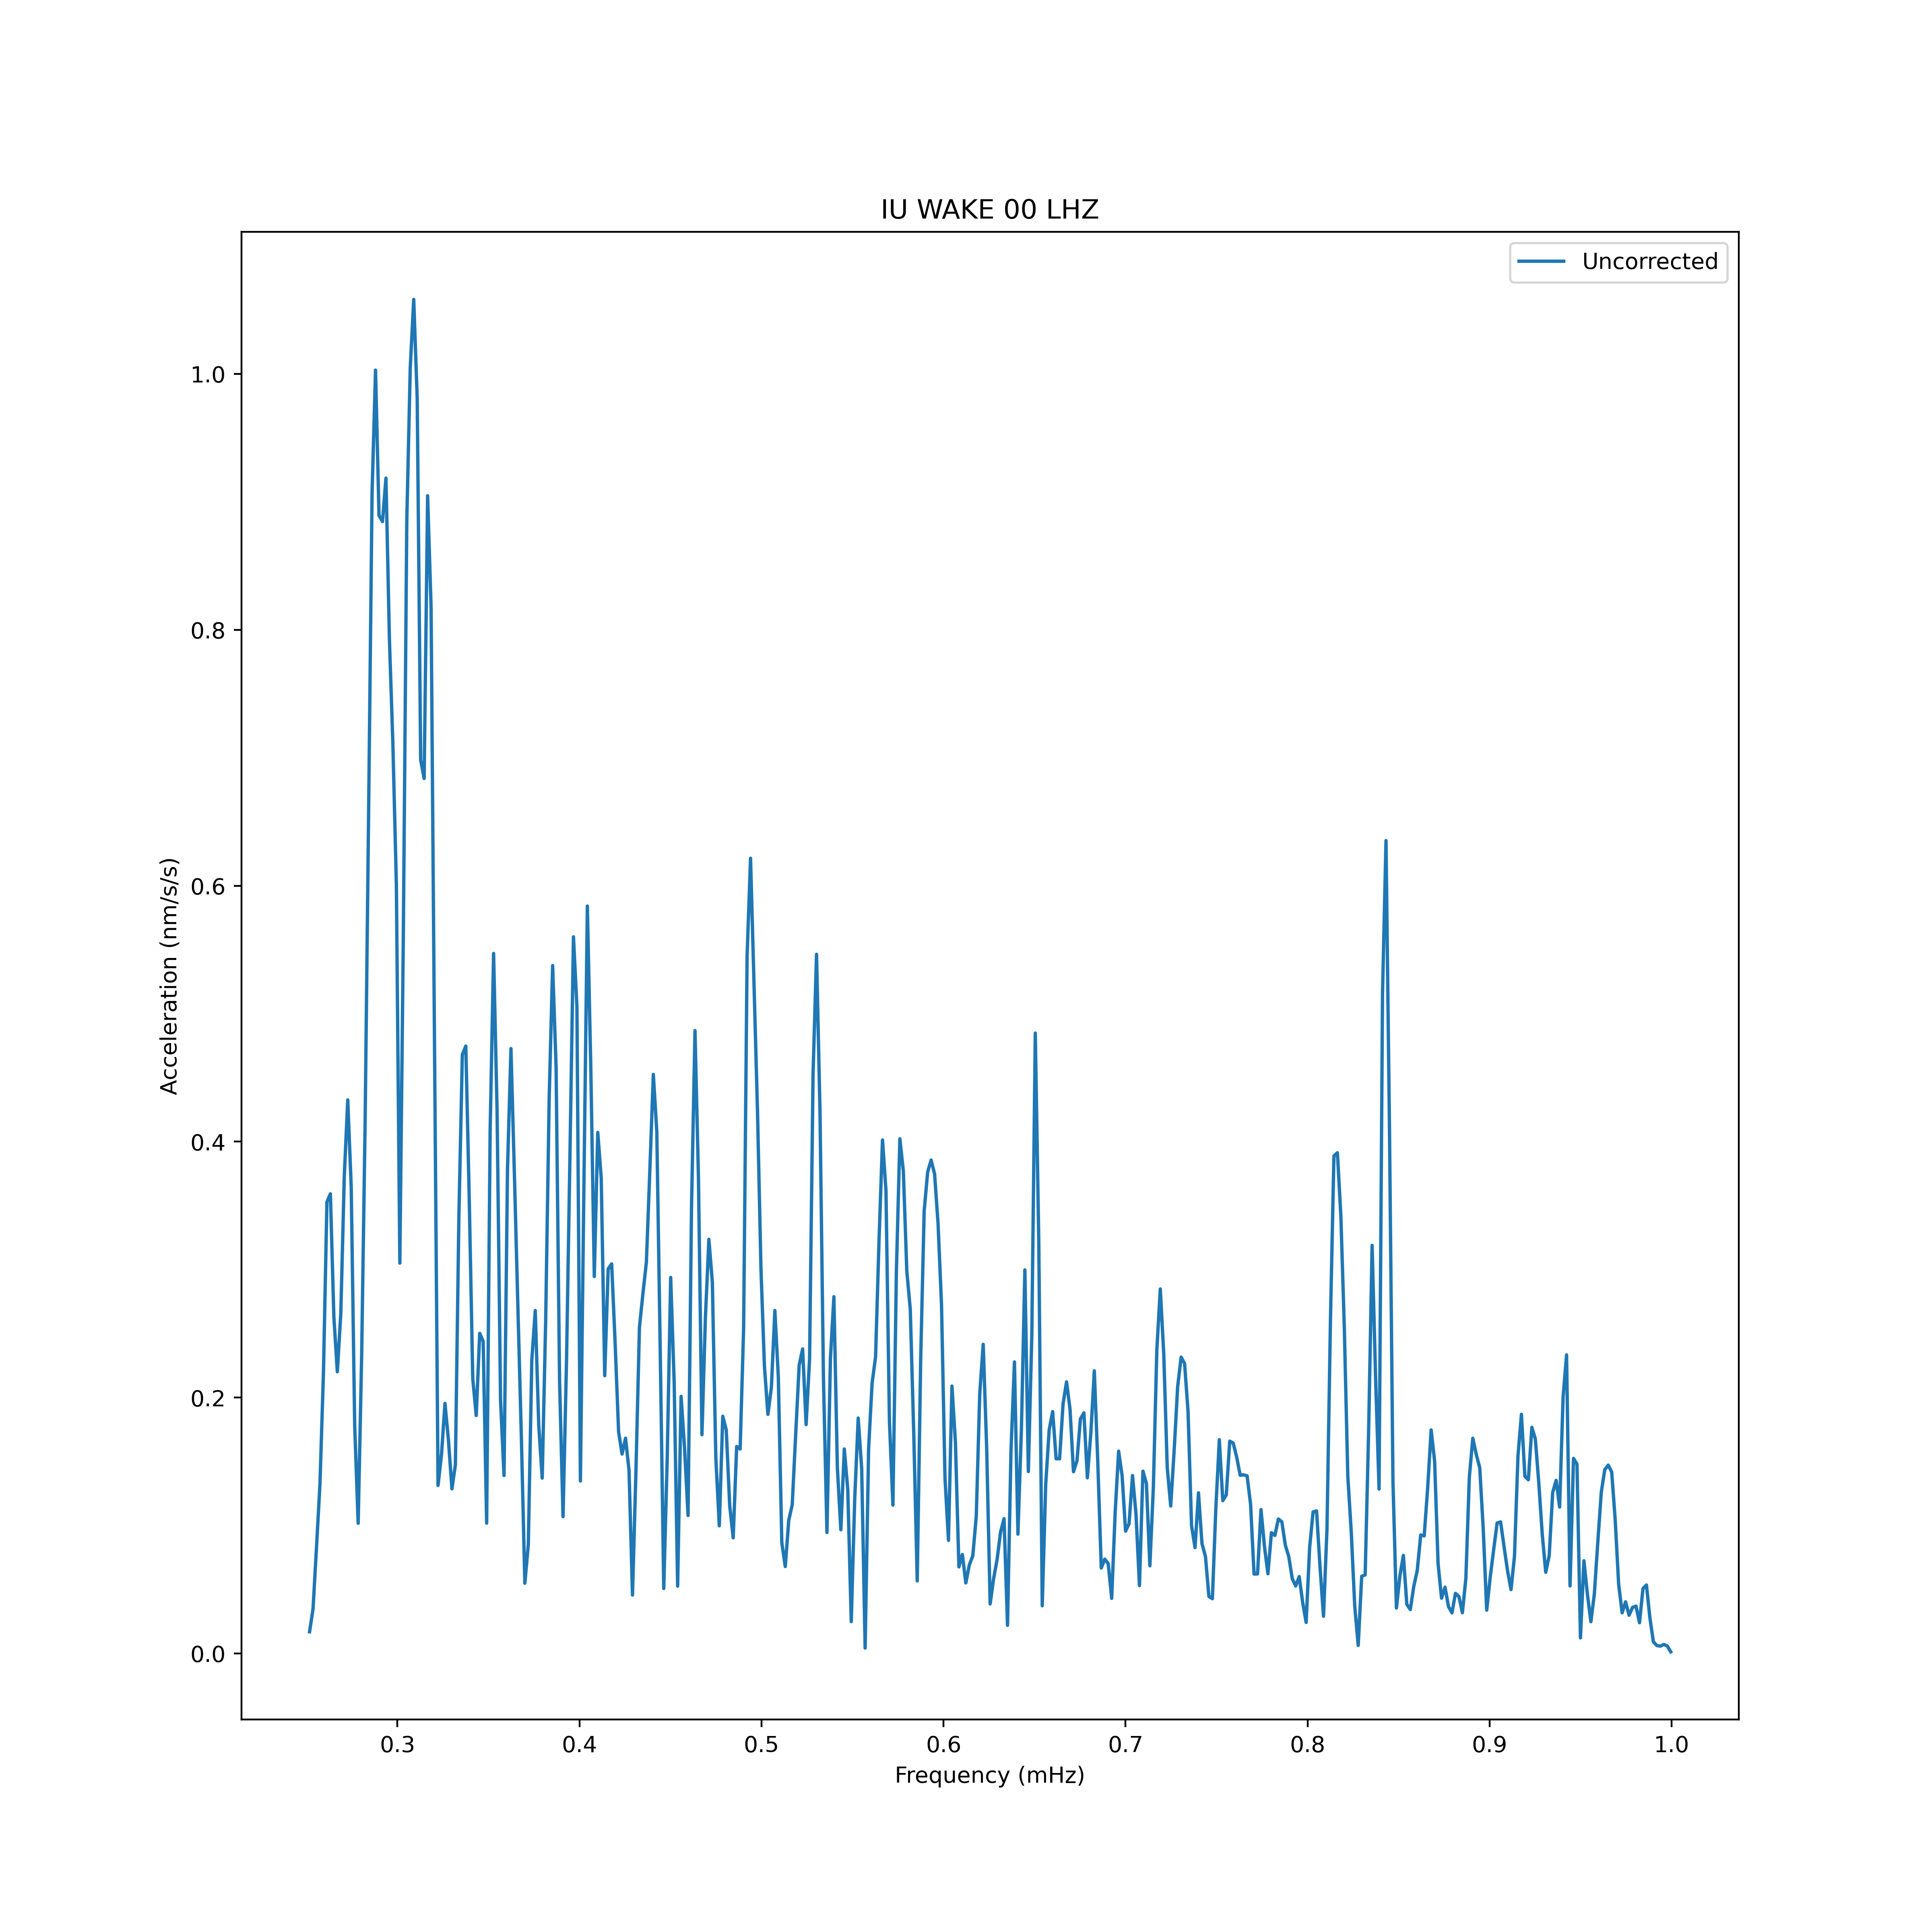 IU WAKE 00 LHZ
Uncorrected
1.0
0.8
0.6
0.4
0.2
0.0
Acceleration (nm/s/s)
0.3 0.4 0.5 0.6 0.7 0.8 0.9 1.0
Frequency (mHz)